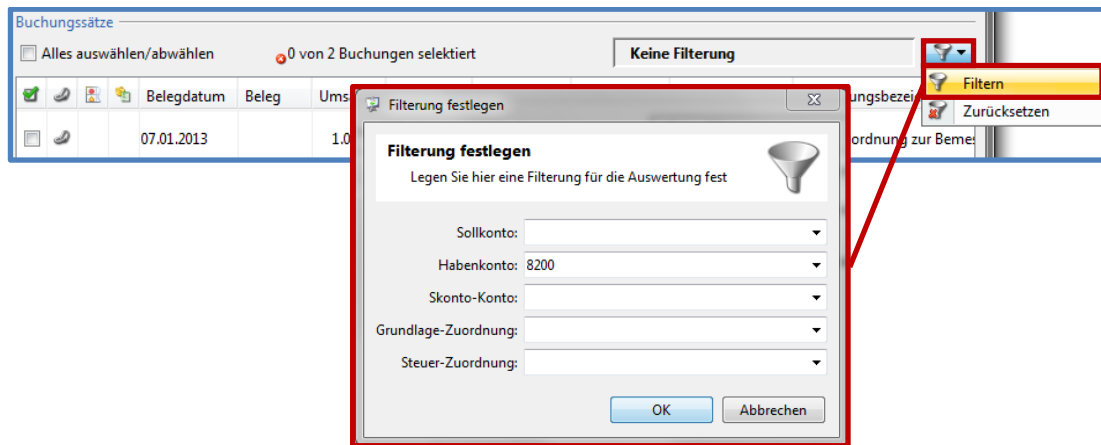 Buchungssätze
Alles auswählen/abwählen 0 von 2 Buchungen selektiert Keine Filterung
Filtern
Zurücksetzen
Belegdatum Beleg
07.01.2013
Filterung festlegen
Filterung festlegen
Legen Sie hier eine Filterung für die Auswertung fest
Sollkonto:
Habenkonto: 8200
Skonto-Konto:
Grundlage-Zuordnung:
Steuer-Zuordnung:
OK Abbrechen